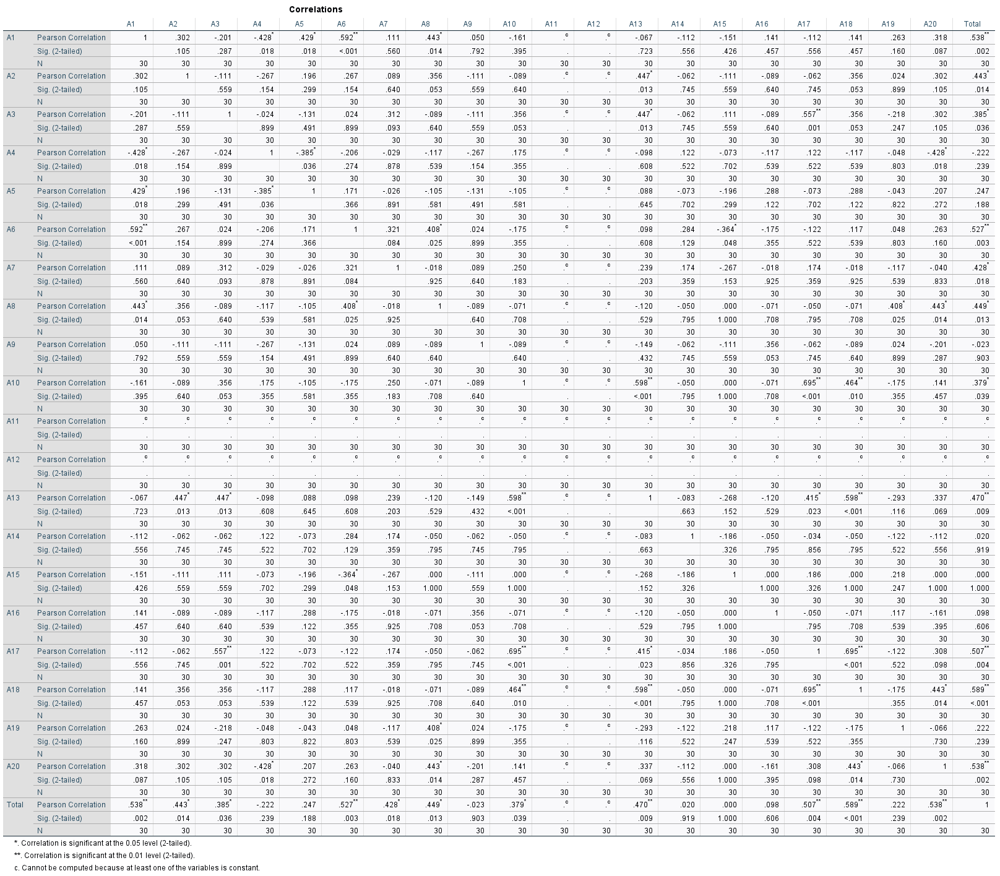 Correlations
A1 A2 A3 A4 A5 A6 A7 A8 A9 A10 A11 A12 A13 A14 A15 A16 A17 A18 A19 A20 Total
A1 Pearson Correlation 1 .302 -.201 -.428* .429* .592** .111 .443* .050 -.161 .c .c -.067 -.112 -.151 .141 -.112 .141 .263 .318 .538**
Sig. (2-tailed) .105 .287 .018 .018 <.001 .560 .014 .792 .395 . . .723 .556 .426 .457 .556 .457 .160 .087 .002
N 30 30 30 30 30 30 30 30 30 30 30 30 30 30 30 30 30 30 30 30 30
A2 Pearson Correlation .302 1 -.111 -.267 .196 .267 .089 .356 -.111 -.089 .c .c .447* -.062 -.111 -.089 -.062 .356 .024 .302 .443*
Sig. (2-tailed) .105 .559 .154 .299 .154 .640 .053 .559 .640 . . .013 .745 .559 .640 .745 .053 .899 .105 .014
N 30 30 30 30 30 30 30 30 30 30 30 30 30 30 30 30 30 30 30 30 30
A3 Pearson Correlation -.201 -.111 1 -.024 -.131 .024 .312 -.089 -.111 .356 .c .c .447* -.062 .111 -.089 .557** .356 -.218 .302 .385*
Sig. (2-tailed) .287 .559 .899 .491 .899 .093 .640 .559 .053 . . .013 .745 .559 .640 .001 .053 .247 .105 .036
N 30 30 30 30 30 30 30 30 30 30 30 30 30 30 30 30 30 30 30 30 30
A4 Pearson Correlation -.428* -.267 -.024 1 -.385* -.206 -.029 -.117 -.267 .175 .c .c -.098 .122 -.073 -.117 .122 -.117 -.048 -.428* -.222
Sig. (2-tailed) .018 .154 .899 .036 .274 .878 .539 .154 .355 . . .608 .522 .702 .539 .522 .539 .803 .018 .239
N 30 30 30 30 30 30 30 30 30 30 30 30 30 30 30 30 30 30 30 30 30
A5 Pearson Correlation .429* .196 -.131 -.385* 1 .171 -.026 -.105 -.131 -.105 .c .c .088 -.073 -.196 .288 -.073 .288 -.043 .207 .247
Sig. (2-tailed) .018 .299 .491 .036 .366 .891 .581 .491 .581 . . .645 .702 .299 .122 .702 .122 .822 .272 .188
N 30 30 30 30 30 30 30 30 30 30 30 30 30 30 30 30 30 30 30 30 30
A6 Pearson Correlation .592** .267 .024 -.206 .171 1 .321 .408* .024 -.175 .c .c .098 .284 -.364* -.175 -.122 .117 .048 .263 .527**
Sig. (2-tailed) <.001 .154 .899 .274 .366 .084 .025 .899 .355 . . .608 .129 .048 .355 .522 .539 .803 .160 .003
N 30 30 30 30 30 30 30 30 30 30 30 30 30 30 30 30 30 30 30 30 30
A7 Pearson Correlation .111 .089 .312 -.029 -.026 .321 1 -.018 .089 .250 .c .c .239 .174 -.267 -.018 .174 -.018 -.117 -.040 .428*
Sig. (2-tailed) .560 .640 .093 .878 .891 .084 .925 .640 .183 . . .203 .359 .153 .925 .359 .925 .539 .833 .018
N 30 30 30 30 30 30 30 30 30 30 30 30 30 30 30 30 30 30 30 30 30
A8 Pearson Correlation .443* .356 -.089 -.117 -.105 .408* -.018 1 -.089 -.071 .c .c -.120 -.050 .000 -.071 -.050 -.071 .408* .443* .449*
Sig. (2-tailed) .014 .053 .640 .539 .581 .025 .925 .640 .708 . . .529 .795 1.000 .708 .795 .708 .025 .014 .013
N 30 30 30 30 30 30 30 30 30 30 30 30 30 30 30 30 30 30 30 30 30
A9 Pearson Correlation .050 -.111 -.111 -.267 -.131 .024 .089 -.089 1 -.089 .c .c -.149 -.062 -.111 .356 -.062 -.089 .024 -.201 -.023
Sig. (2-tailed) .792 .559 .559 .154 .491 .899 .640 .640 .640 . . .432 .745 .559 .053 .745 .640 .899 .287 .903
N 30 30 30 30 30 30 30 30 30 30 30 30 30 30 30 30 30 30 30 30 30
A10 Pearson Correlation -.161 -.089 .356 .175 -.105 -.175 .250 -.071 -.089 1 .c .c .598** -.050 .000 -.071 .695** .464** -.175 .141 .379*
Sig. (2-tailed) .395 .640 .053 .355 .581 .355 .183 .708 .640 . . <.001 .795 1.000 .708 <.001 .010 .355 .457 .039
N 30 30 30 30 30 30 30 30 30 30 30 30 30 30 30 30 30 30 30 30 30
A11 Pearson Correlation .c .c .c .c .c .c .c .c .c .c .c .c .c .c .c .c .c .c .c .c .c
Sig. (2-tailed) . . . . . . . . . . . . . . . . . . . .
N 30 30 30 30 30 30 30 30 30 30 30 30 30 30 30 30 30 30 30 30 30
A12 Pearson Correlation .c .c .c .c .c .c .c .c .c .c .c .c .c .c .c .c .c .c .c .c .c
Sig. (2-tailed) . . . . . . . . . . . . . . . . . . . .
N 30 30 30 30 30 30 30 30 30 30 30 30 30 30 30 30 30 30 30 30 30
A13 Pearson Correlation -.067 .447* .447* -.098 .088 .098 .239 -.120 -.149 .598** .c .c 1 -.083 -.268 -.120 .415* .598** -.293 .337 .470**
Sig. (2-tailed) .723 .013 .013 .608 .645 .608 .203 .529 .432 <.001 . . .663 .152 .529 .023 <.001 .116 .069 .009
N 30 30 30 30 30 30 30 30 30 30 30 30 30 30 30 30 30 30 30 30 30
A14 Pearson Correlation -.112 -.062 -.062 .122 -.073 .284 .174 -.050 -.062 -.050 .c .c -.083 1 -.186 -.050 -.034 -.050 -.122 -.112 .020
Sig. (2-tailed) .556 .745 .745 .522 .702 .129 .359 .795 .745 .795 . . .663 .326 .795 .856 .795 .522 .556 .919
N 30 30 30 30 30 30 30 30 30 30 30 30 30 30 30 30 30 30 30 30 30
A15 Pearson Correlation -.151 -.111 .111 -.073 -.196 -.364* -.267 .000 -.111 .000 .c .c -.268 -.186 1 .000 .186 .000 .218 .000 .000
Sig. (2-tailed) .426 .559 .559 .702 .299 .048 .153 1.000 .559 1.000 . . .152 .326 1.000 .326 1.000 .247 1.000 1.000
N 30 30 30 30 30 30 30 30 30 30 30 30 30 30 30 30 30 30 30 30 30
A16 Pearson Correlation .141 -.089 -.089 -.117 .288 -.175 -.018 -.071 .356 -.071 .c .c -.120 -.050 .000 1 -.050 -.071 .117 -.161 .098
Sig. (2-tailed) .457 .640 .640 .539 .122 .355 .925 .708 .053 .708 . . .529 .795 1.000 .795 .708 .539 .395 .606
N 30 30 30 30 30 30 30 30 30 30 30 30 30 30 30 30 30 30 30 30 30
A17 Pearson Correlation -.112 -.062 .557** .122 -.073 -.122 .174 -.050 -.062 .695** .c .c .415* -.034 .186 -.050 1 .695** -.122 .308 .507**
Sig. (2-tailed) .556 .745 .001 .522 .702 .522 .359 .795 .745 <.001 . . .023 .856 .326 .795 <.001 .522 .098 .004
N 30 30 30 30 30 30 30 30 30 30 30 30 30 30 30 30 30 30 30 30 30
A18 Pearson Correlation .141 .356 .356 -.117 .288 .117 -.018 -.071 -.089 .464** .c .c .598** -.050 .000 -.071 .695** 1 -.175 .443* .589**
Sig. (2-tailed) .457 .053 .053 .539 .122 .539 .925 .708 .640 .010 . . <.001 .795 1.000 .708 <.001 .355 .014 <.001
N 30 30 30 30 30 30 30 30 30 30 30 30 30 30 30 30 30 30 30 30 30
A19 Pearson Correlation .263 .024 -.218 -.048 -.043 .048 -.117 .408* .024 -.175 .c .c -.293 -.122 .218 .117 -.122 -.175 1 -.066 .222
Sig. (2-tailed) .160 .899 .247 .803 .822 .803 .539 .025 .899 .355 . . .116 .522 .247 .539 .522 .355 .730 .239
N 30 30 30 30 30 30 30 30 30 30 30 30 30 30 30 30 30 30 30 30 30
A20 Pearson Correlation .318 .302 .302 -.428* .207 .263 -.040 .443* -.201 .141 .c .c .337 -.112 .000 -.161 .308 .443* -.066 1 .538**
Sig. (2-tailed) .087 .105 .105 .018 .272 .160 .833 .014 .287 .457 . . .069 .556 1.000 .395 .098 .014 .730 .002
N 30 30 30 30 30 30 30 30 30 30 30 30 30 30 30 30 30 30 30 30 30
Total Pearson Correlation .538** .443* .385* -.222 .247 .527** .428* .449* -.023 .379* .c .c .470** .020 .000 .098 .507** .589** .222 .538** 1
Sig. (2-tailed) .002 .014 .036 .239 .188 .003 .018 .013 .903 .039 . . .009 .919 1.000 .606 .004 <.001 .239 .002
N 30 30 30 30 30 30 30 30 30 30 30 30 30 30 30 30 30 30 30 30 30
*. Correlation is significant at the 0.05 level (2-tailed).
**. Correlation is significant at the 0.01 level (2-tailed).
c. Cannot be computed because at least one of the variables is constant.